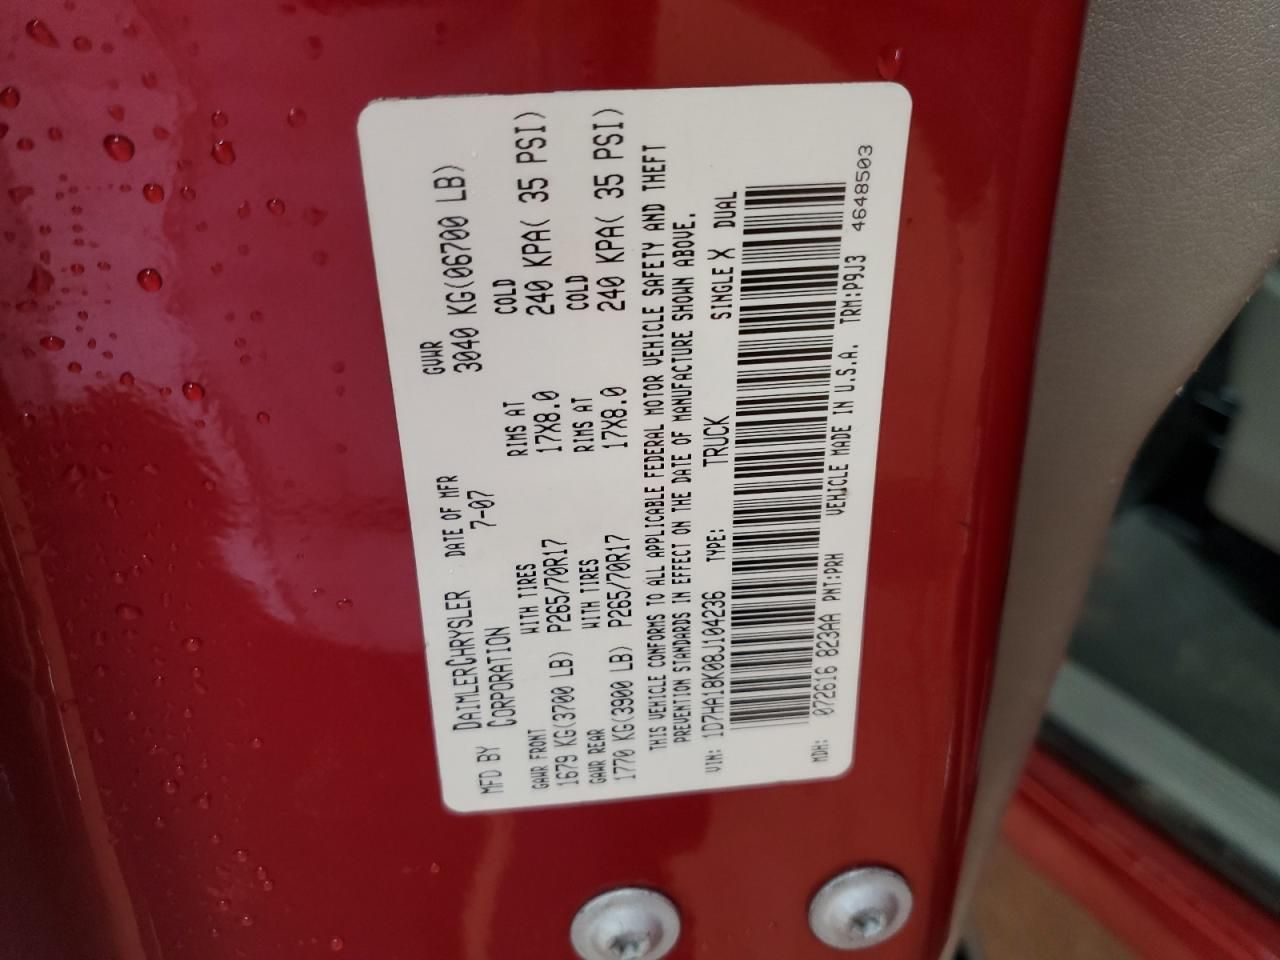 MFD BY DAIMLERCHRYSLER CORPORATION DATE OF MFR 7-07 GVWR 3040 KG(06700 LB)
GAWR FRONT WITH TIRES RIMS AT COLD
1679 KG(3700 LB) P265/70R17 17X8.0 240 KPA( 35 PSI)
GAWR REAR WITH TIRES RIMS AT COLD
1770 KG(3900 LB) P265/70R17 17X8.0 240 KPA( 35 PSI)
THIS VEHICLE CONFORMS TO ALL APPLICABLE FEDERAL MOTOR VEHICLE SAFETY AND THEFT
PREVENTION STANDARDS IN EFFECT ON THE DATE OF MANUFACTURE SHOWN ABOVE.
VIN: 1D7HA18K08J104236 TYPE: TRUCK SINGLE X DUAL
MDH: 072616 823AA PNT:PRH VEHICLE MADE IN U.S.A. TRM:P9J3 4648503